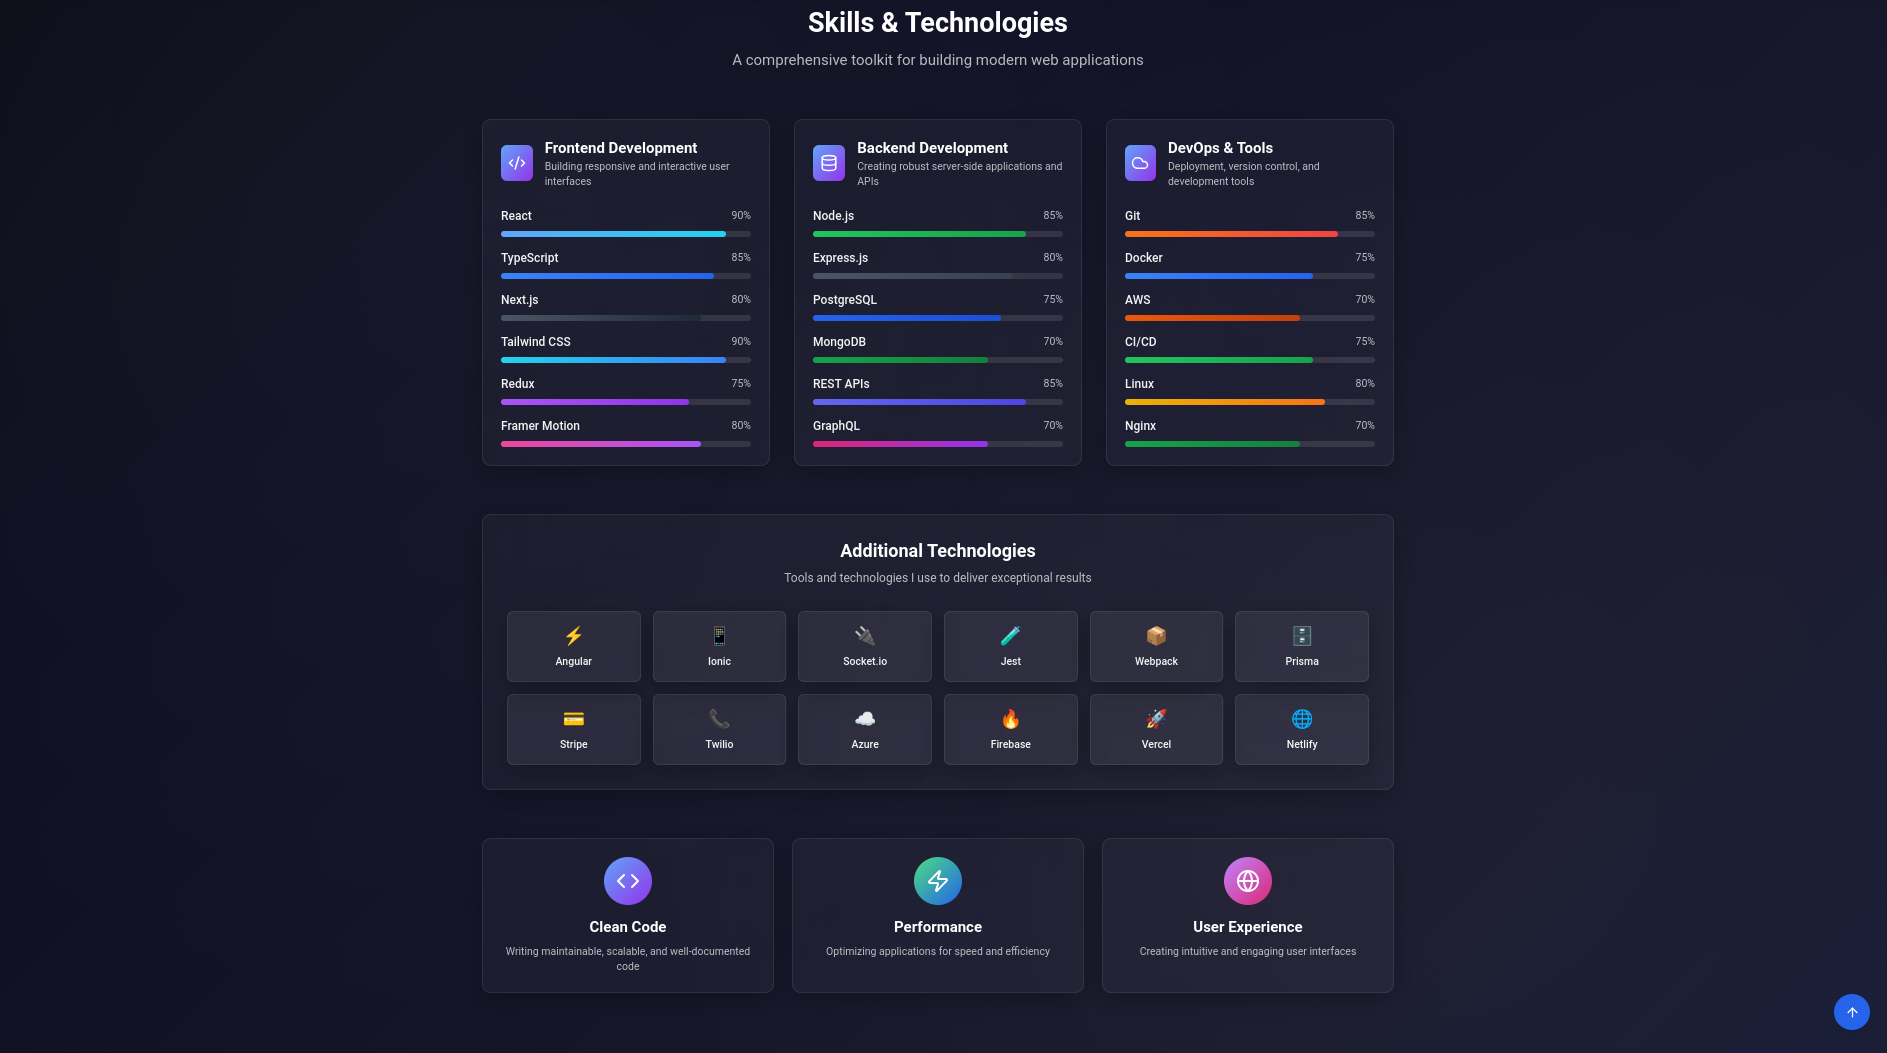 Skills & Technologies
A comprehensive toolkit for building modern web applications
Frontend Development
Building responsive and interactive user
interfaces
React 90%
TypeScript 85%
Next.js 80%
Tailwind CSS 90%
Redux 75%
Framer Motion 80%
Backend Development
Creating robust server-side applications and
APIs
Node.js 85%
Express.js 80%
PostgreSQL 75%
MongoDB 70%
REST APIs 85%
GraphQL 70%
DevOps & Tools
Deployment, version control, and
development tools
Git 85%
Docker 75%
AWS 70%
CI/CD 75%
Linux 80%
Nginx 70%
Additional Technologies
Tools and technologies I use to deliver exceptional results
Angular
Ionic
Socket.io
Jest
Webpack
Prisma
Stripe
Twilio
Azure
Firebase
Vercel
Netlify
Clean Code
Writing maintainable, scalable, and well-documented
code
Performance
Optimizing applications for speed and efficiency
User Experience
Creating intuitive and engaging user interfaces